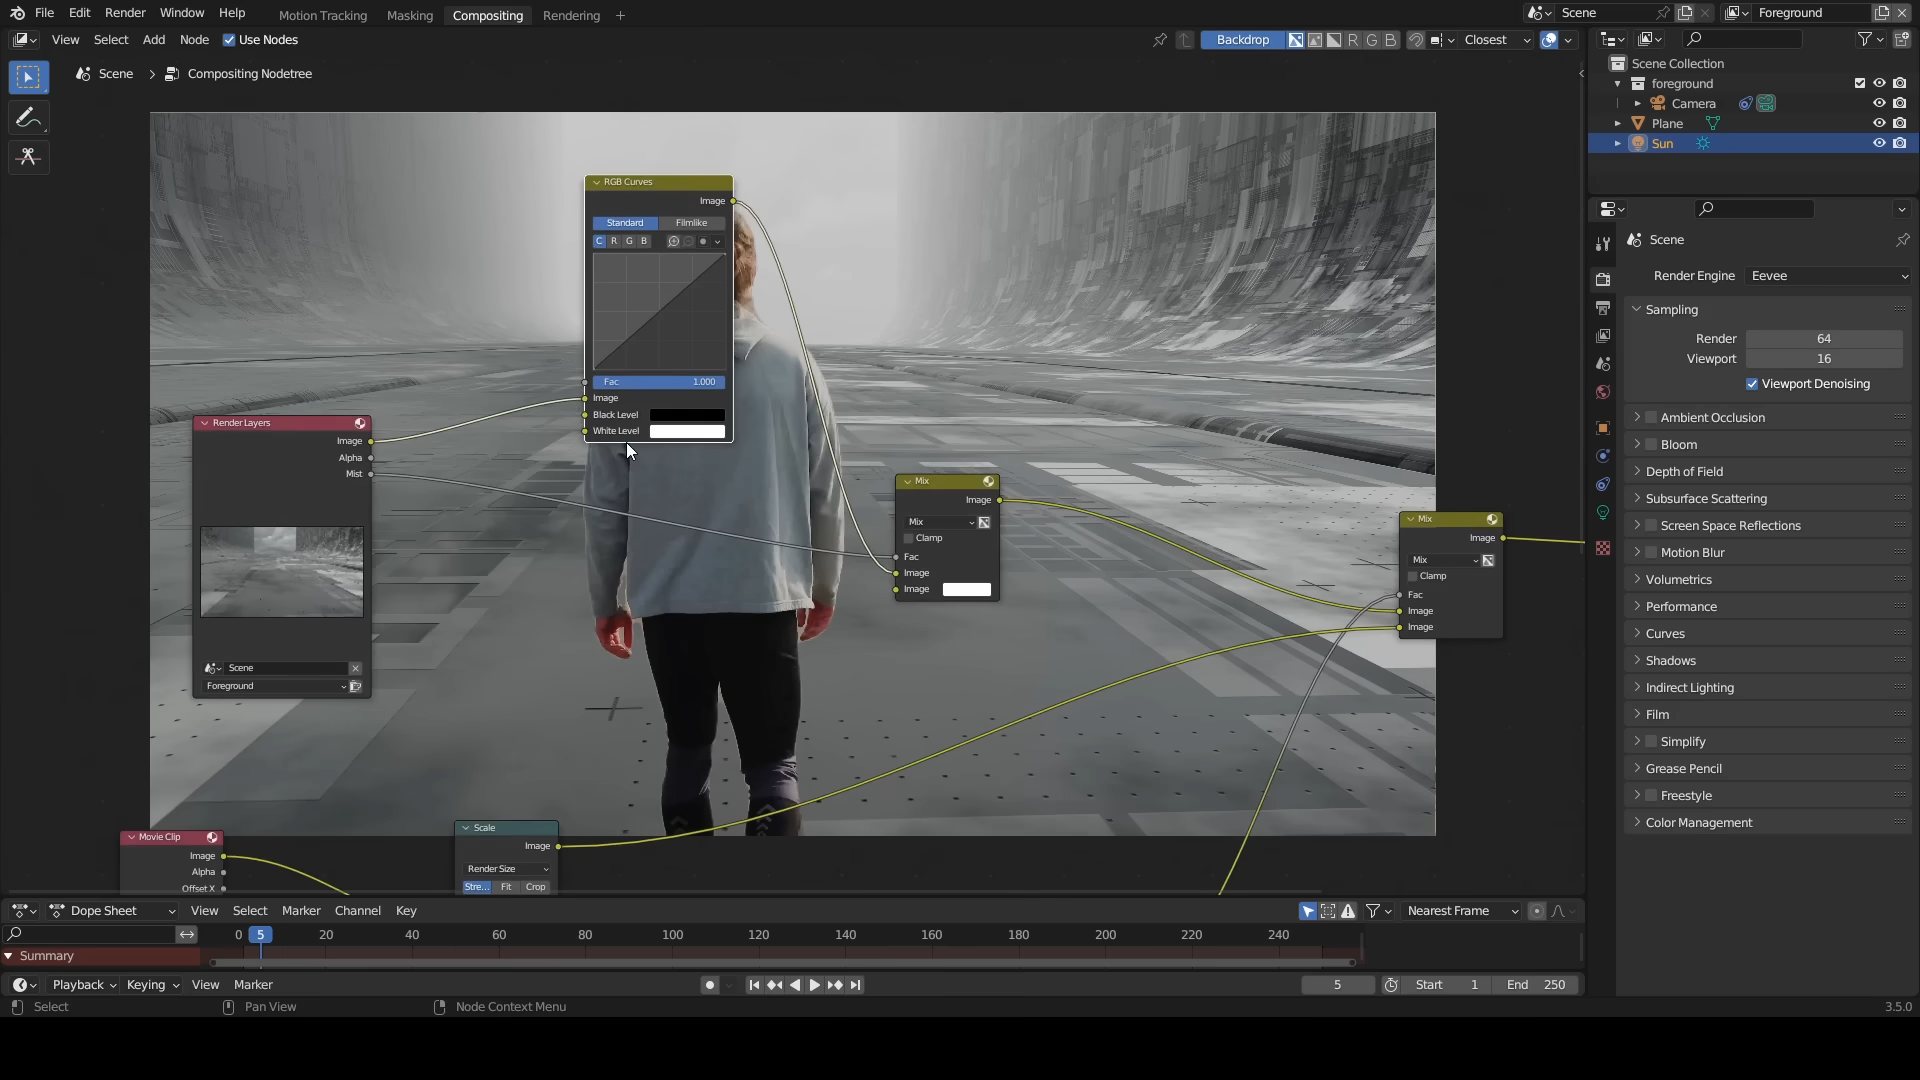 File Edit Render Window Help
Motion Tracking Masking Compositing Rendering +
Scene
Foreground
View Select Add Node Use Nodes
Backdrop R G B Closest
Scene > Compositing Nodetree
Scene Collection
foreground
Camera
Plane
Sun
RGB Curves
Image
Standard Filmlike
C R G B
Fac 1.000
Image
Black Level
White Level
Render Layers
Image
Alpha
Mist
Scene
Foreground
Mix
Image
Mix
Clamp
Fac
Image
Image
Mix
Image
Mix
Clamp
Fac
Image
Image
Movie Clip
Image
Alpha
Offset X
Scale
Image
Render Size
Stre... Fit Crop
Scene
Render Engine Eevee
Sampling
Render 64
Viewport 16
Viewport Denoising
Ambient Occlusion
Bloom
Depth of Field
Subsurface Scattering
Screen Space Reflections
Motion Blur
Volumetrics
Performance
Curves
Shadows
Indirect Lighting
Film
Simplify
Grease Pencil
Freestyle
Color Management
Dope Sheet View Select Marker Channel Key
Nearest Frame
0 5 20 40 60 80 100 120 140 160 180 200 220 240
Summary
Playback Keying View Marker
5 Start 1 End 250
Select Pan View Node Context Menu
3.5.0